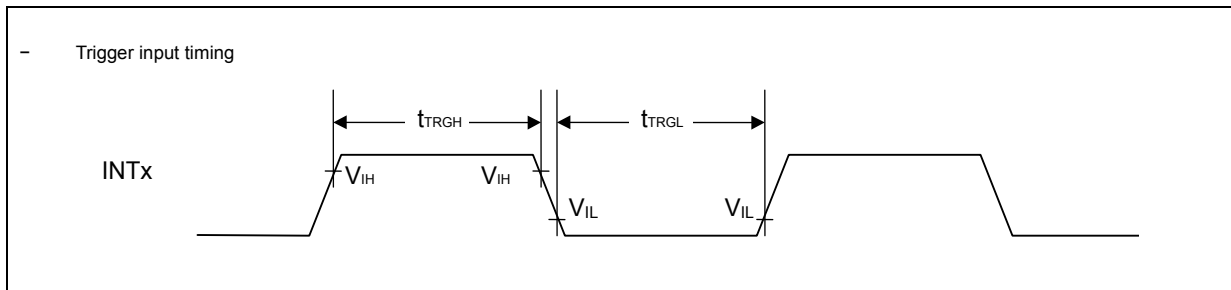 – Trigger input timing
tTRGH tTRGL
INTx
VIH VIH
VIL VIL